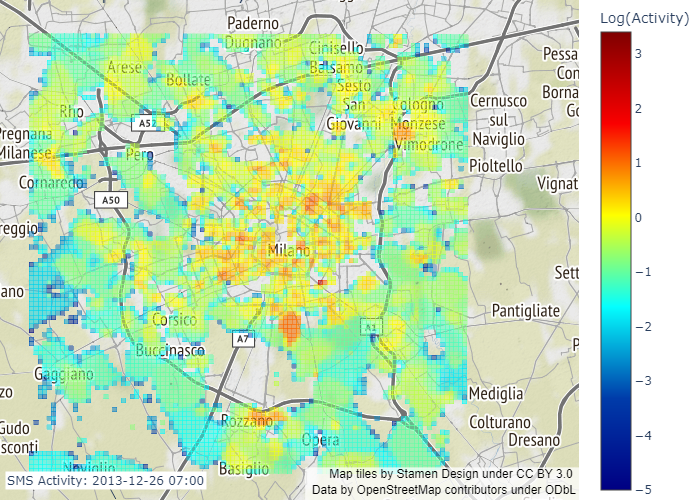 Log(Activity)
3
2
1
0
−1
−2
−3
−4
−5
Paderno
Dugnano
Cinisello
Balsamo
Arese
Bollate
Sesto
San
Giovanni
Cologno
Monzese
Vimodrone
Cernusco
sul
Naviglio
Pessa
Con
Borna
Go
Rho
A52
Pregnana
Milanese
Pero
Pioltello
Cornaredo
Vignat
A50
reggio
Milano
Sett
ano
Pantigliate
Corsico
A1
A7
Buccinasco
P
Gaggiano
zo
Mediglia
Rozzano
Colturano
Gudo
Opera
Dresano
sconti
Basiglio
Noviglio
SMS Activity: 2013-12-26 07:00
Map tiles by Stamen Design under CC BY 3.0
Data by OpenStreetMap contributors under ODbL